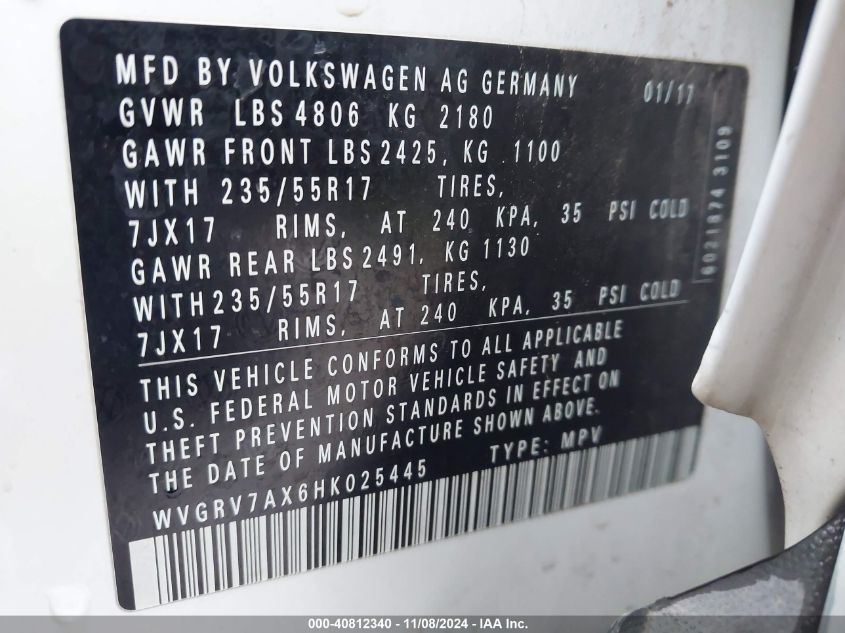 MFD BY VOLKSWAGEN AG GERMANY 01/17
GVWR LBS 4806 KG 2180
GAWR FRONT LBS 2425, KG 1100
WITH 235/55R17 TIRES,
7JX17 RIMS, AT 240 KPA, 35 PSI COLD
GAWR REAR LBS 2491, KG 1130
WITH 235/55R17 TIRES,
7JX17 RIMS, AT 240 KPA, 35 PSI COLD
THIS VEHICLE CONFORMS TO ALL APPLICABLE
U.S. FEDERAL MOTOR VEHICLE SAFETY AND
THEFT PREVENTION STANDARDS IN EFFECT ON
THE DATE OF MANUFACTURE SHOWN ABOVE.
WVGRV7AX6HK025445 TYPE: MPV
6021874 3109
000-40812340 - 11/08/2024 - IAA Inc.